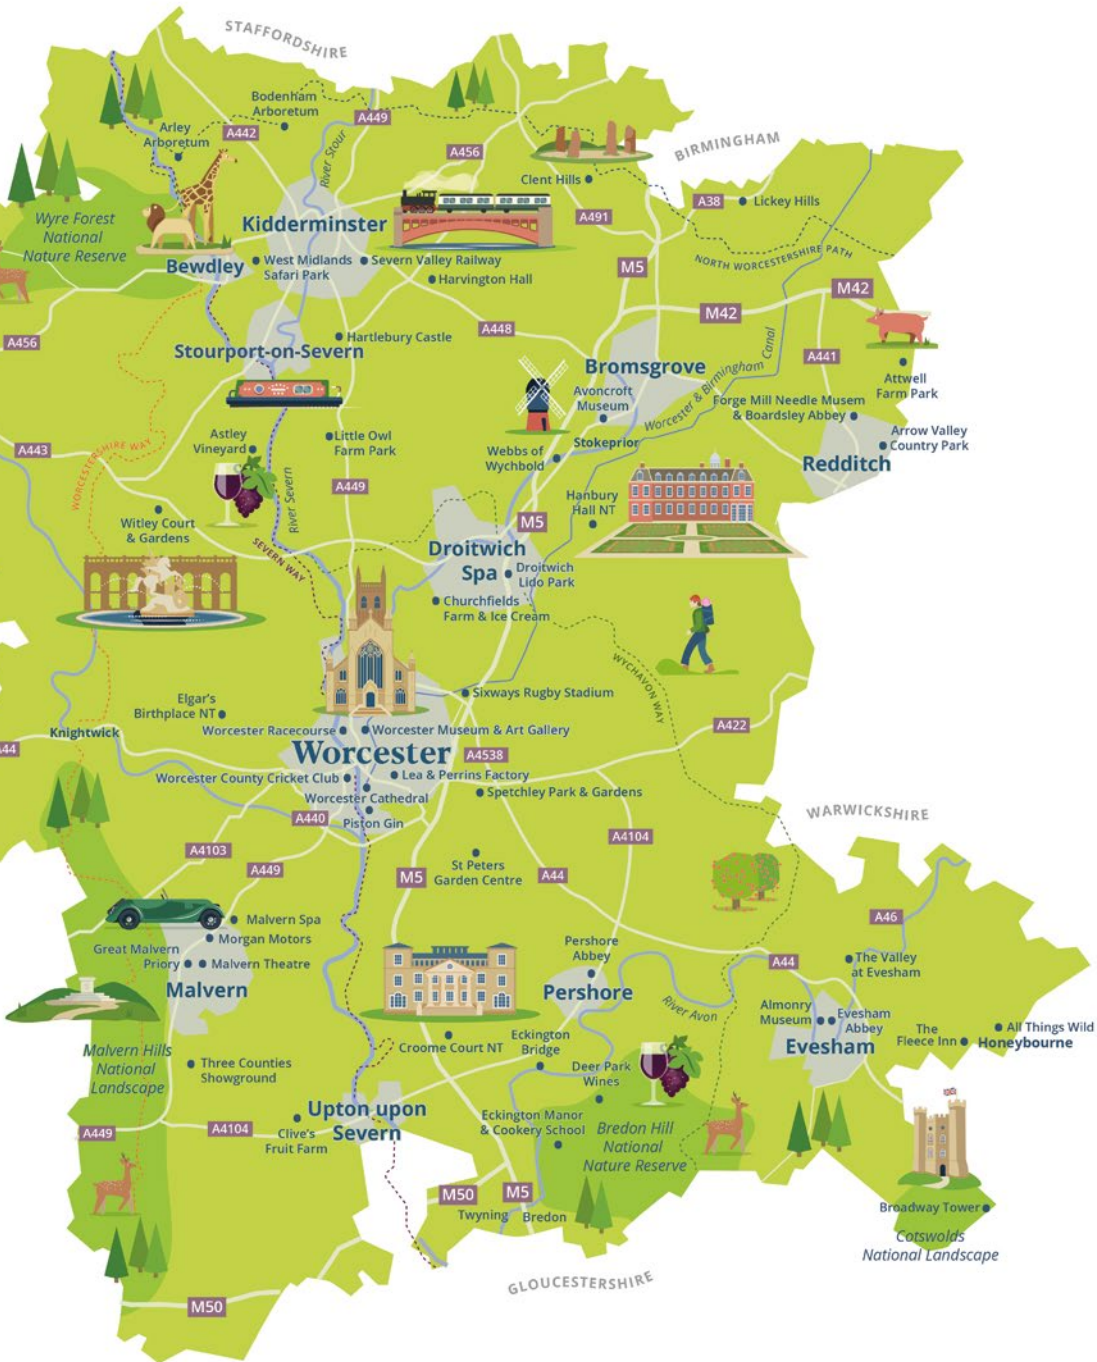 STAFFORDSHIRE
Bodenham
Arboretum
A449
Arley
Arboretum
A442
River Stour
A456
BIRMINGHAM
Clent Hills
A38
Lickey Hills
A491
Wyre Forest
National
Nature Reserve
Kidderminster
NORTH WORCESTERSHIRE PATH
Bewdley
West Midlands
Safari Park
Severn Valley Railway
Harvington Hall
M5
M42
M42
A456
Hartlebury Castle
A448
Stourport-on-Severn
Bromsgrove
Canal
A441
Attwell
Farm Park
Avoncroft
Museum
Worcester & Birmingham
Forge Mill Needle Musem
& Boardsley Abbey
A443
WORCESTERSHIRE WAY
Astley
Vineyard
Little Owl
Farm Park
Webbs of
Wychbold
Stokeprior
Arrow Valley
Country Park
Redditch
A449
River Severn
Hanbury
Hall NT
Witley Court
& Gardens
M5
SEVERN WAY
Droitwich
Spa
Droitwich
Lido Park
Churchfields
Farm & Ice Cream
WYCHAVON WAY
Sixways Rugby Stadium
Elgar's
Birthplace NT
Knightwick
Worcester Racecourse
Worcester Museum & Art Gallery
A422
44
Worcester
A4538
Worcester County Cricket Club
Lea & Perrins Factory
Worcester Cathedral
Spetchley Park & Gardens
Piston Gin
A440
WARWICKSHIRE
A4103
A449
A4104
St Peters
Garden Centre
M5
A44
A46
Malvern Spa
Morgan Motors
Great Malvern
Priory
Malvern Theatre
Malvern
Pershore
Abbey
Pershore
A44
The Valley
at Evesham
River Avon
Almonry
Museum
Evesham
Abbey
Evesham
The
Fleece Inn
All Things Wild
Honeybourne
Croome Court NT
Eckington
Bridge
Malvern Hills
National
Landscape
Three Counties
Showground
Deer Park
Wines
Upton upon
Severn
Eckington Manor
& Cookery School
Bredon Hill
National
Nature Reserve
A449
A4104
Clive's
Fruit Farm
M50
M5
Twyning
Bredon
Broadway Tower
Cotswolds
National Landscape
GLOUCESTERSHIRE
M50